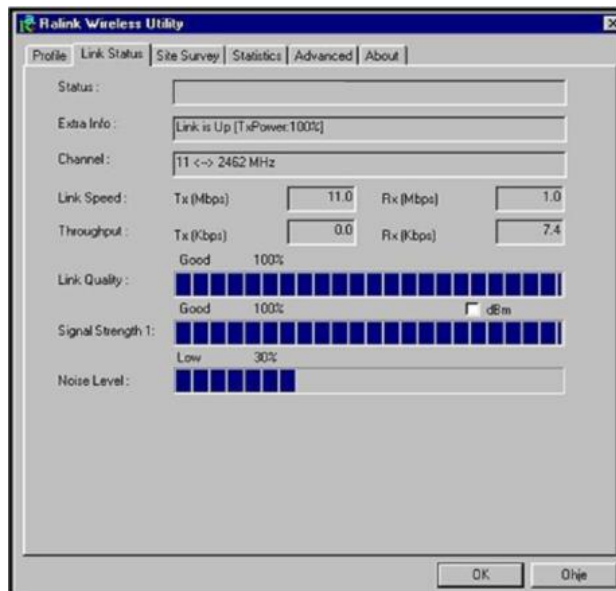 Ralink Wireless Utility
Profile Link Status Site Survey Statistics Advanced About
Status :
Extra Info : Link is Up [TxPower:100%]
Channel : 11 <--> 2462 MHz
Link Speed : Tx (Mbps) 11.0 Rx (Mbps) 1.0
Throughput : Tx (Kbps) 0.0 Rx (Kbps) 7.4
Good 100%
Link Quality :
Good 100% dBm
Signal Strength 1:
Low 30%
Noise Level :
OK Ohje